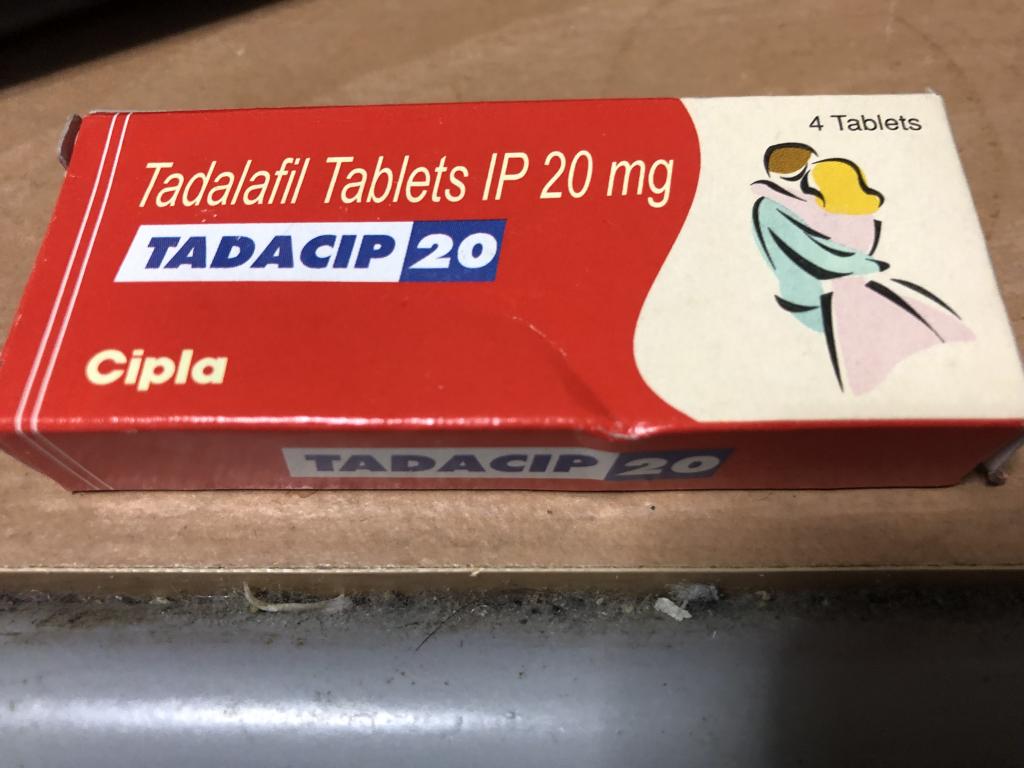 4 Tablets
Tadalafil Tablets IP 20 mg
TADACIP 20
Cipla
TADACIP 20